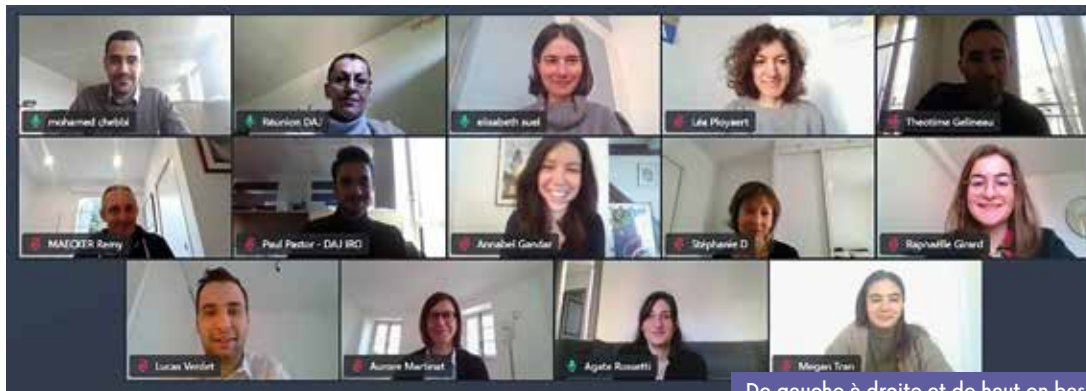 mohamed chebbi
Réunion DAJ
elisabeth suel
Léa Ployaert
Theotime Gelineau
MAECKER Remy
Paul Pastor - DAJ IRO
Annabel Gandar
Stéphanie D
Raphaëlle Girard
Lucas Verdet
Aurore Martinat
Agate Rossetti
Megan Tran
De gauche à droite et de haut en bas